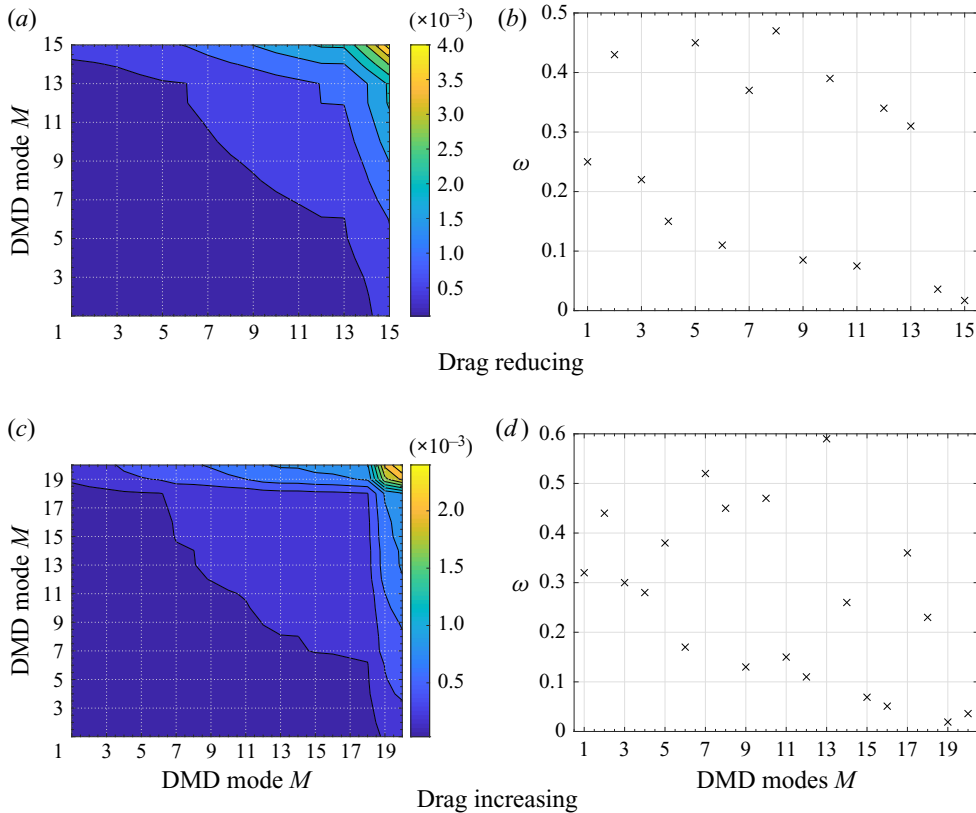 (a)
(×10⁻³)
15
13
11
9
7
5
3
DMD mode M
1 3 5 7 9 11 13 15
4.0
3.5
3.0
2.5
2.0
1.5
1.0
0.5
(b)
0.5
0.4
0.3
ω
0.2
0.1
0
1 3 5 7 9 11 13 15
Drag reducing
(c)
(×10⁻³)
19
17
15
13
11
9
7
5
3
DMD mode M
1 3 5 7 9 11 13 15 17 19
DMD mode M
2.0
1.5
1.0
0.5
(d)
0.6
0.5
0.4
0.3
ω
0.2
0.1
0
1 3 5 7 9 11 13 15 17 19
DMD modes M
Drag increasing